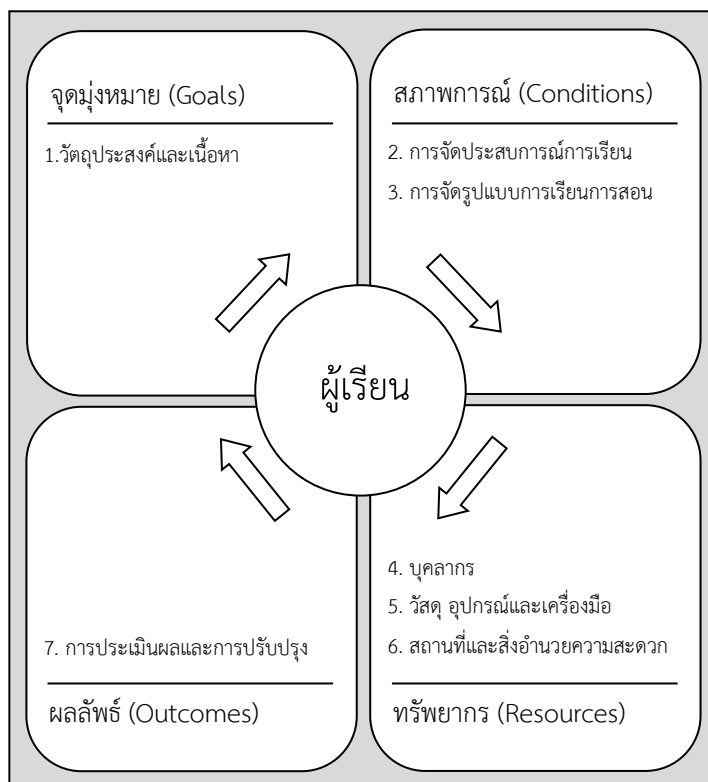 จุดมุ่งหมาย (Goals)
1.วัตถุประสงค์และเนื้อหา
สภาพการณ์ (Conditions)
2. การจัดประสบการณ์การเรียน
3. การจัดรูปแบบการเรียนการสอน
ผู้เรียน
7. การประเมินผลและการปรับปรุง
ผลลัพธ์ (Outcomes)
4. บุคลากร
5. วัสดุ อุปกรณ์และเครื่องมือ
6. สถานที่และสิ่งอำนวยความสะดวก
ทรัพยากร (Resources)